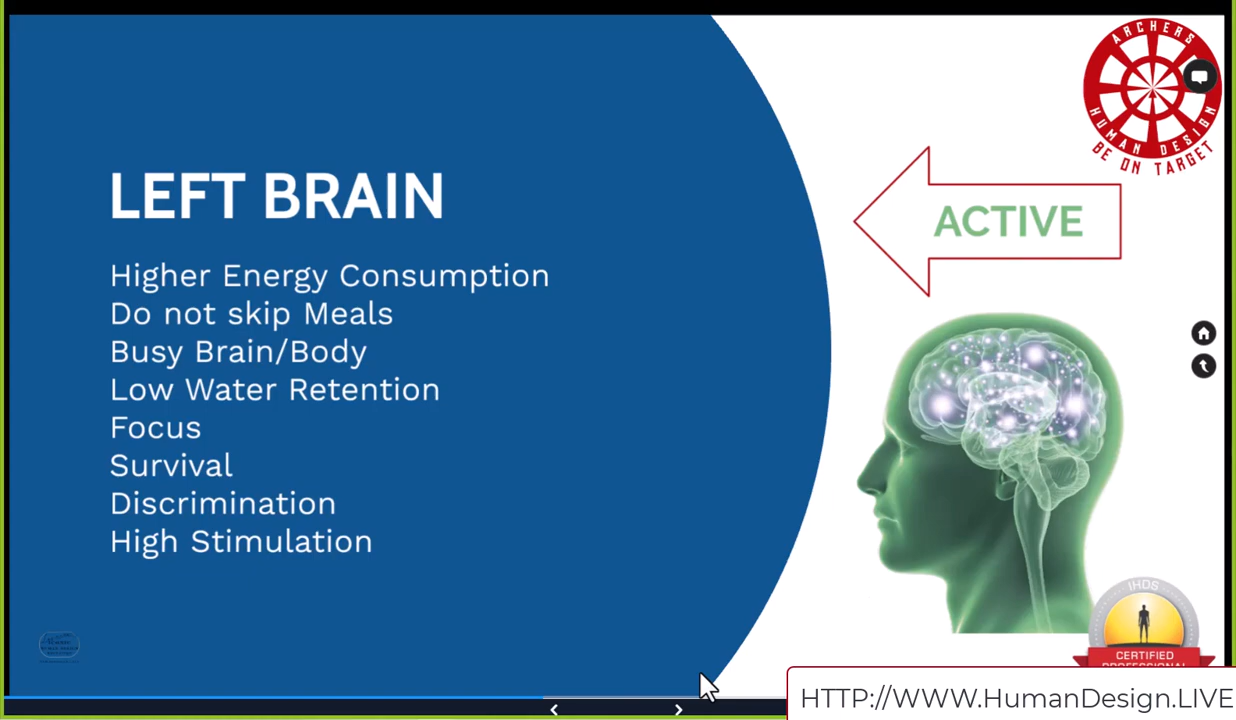 ARCHERS
HUMAN DESIGN
BE ON TARGET
LEFT BRAIN
ACTIVE
Higher Energy Consumption
Do not skip Meals
Busy Brain/Body
Low Water Retention
Focus
Survival
Discrimination
High Stimulation
IHDS
CERTIFIED
PROFESSIONAL
HTTP://WWW.HumanDesign.LIVE